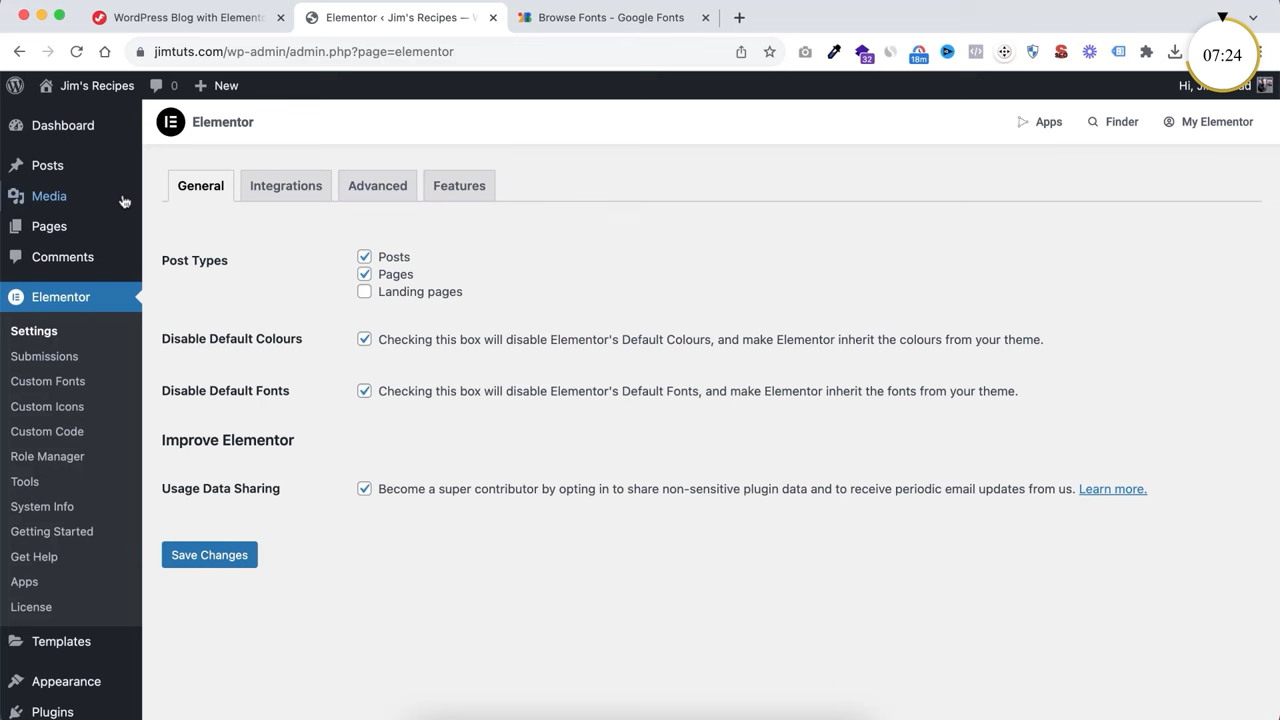 WordPress Blog with Element
Elementor ‹ Jim's Recipes — W
Browse Fonts - Google Fonts
jimtuts.com/wp-admin/admin.php?page=elementor
32
18m
07:24
Jim's Recipes
0
New
Hi,
Elementor
Apps
Finder
My Elementor
Dashboard
Posts
Media
Pages
Comments
Elementor
Settings
Submissions
Custom Fonts
Custom Icons
Custom Code
Role Manager
Tools
System Info
Getting Started
Get Help
Apps
License
Templates
Appearance
Plugins
General
Integrations
Advanced
Features
Post Types
Posts
Pages
Landing pages
Disable Default Colours
Checking this box will disable Elementor's Default Colours, and make Elementor inherit the colours from your theme.
Disable Default Fonts
Checking this box will disable Elementor's Default Fonts, and make Elementor inherit the fonts from your theme.
Improve Elementor
Usage Data Sharing
Become a super contributor by opting in to share non-sensitive plugin data and to receive periodic email updates from us. Learn more.
Save Changes